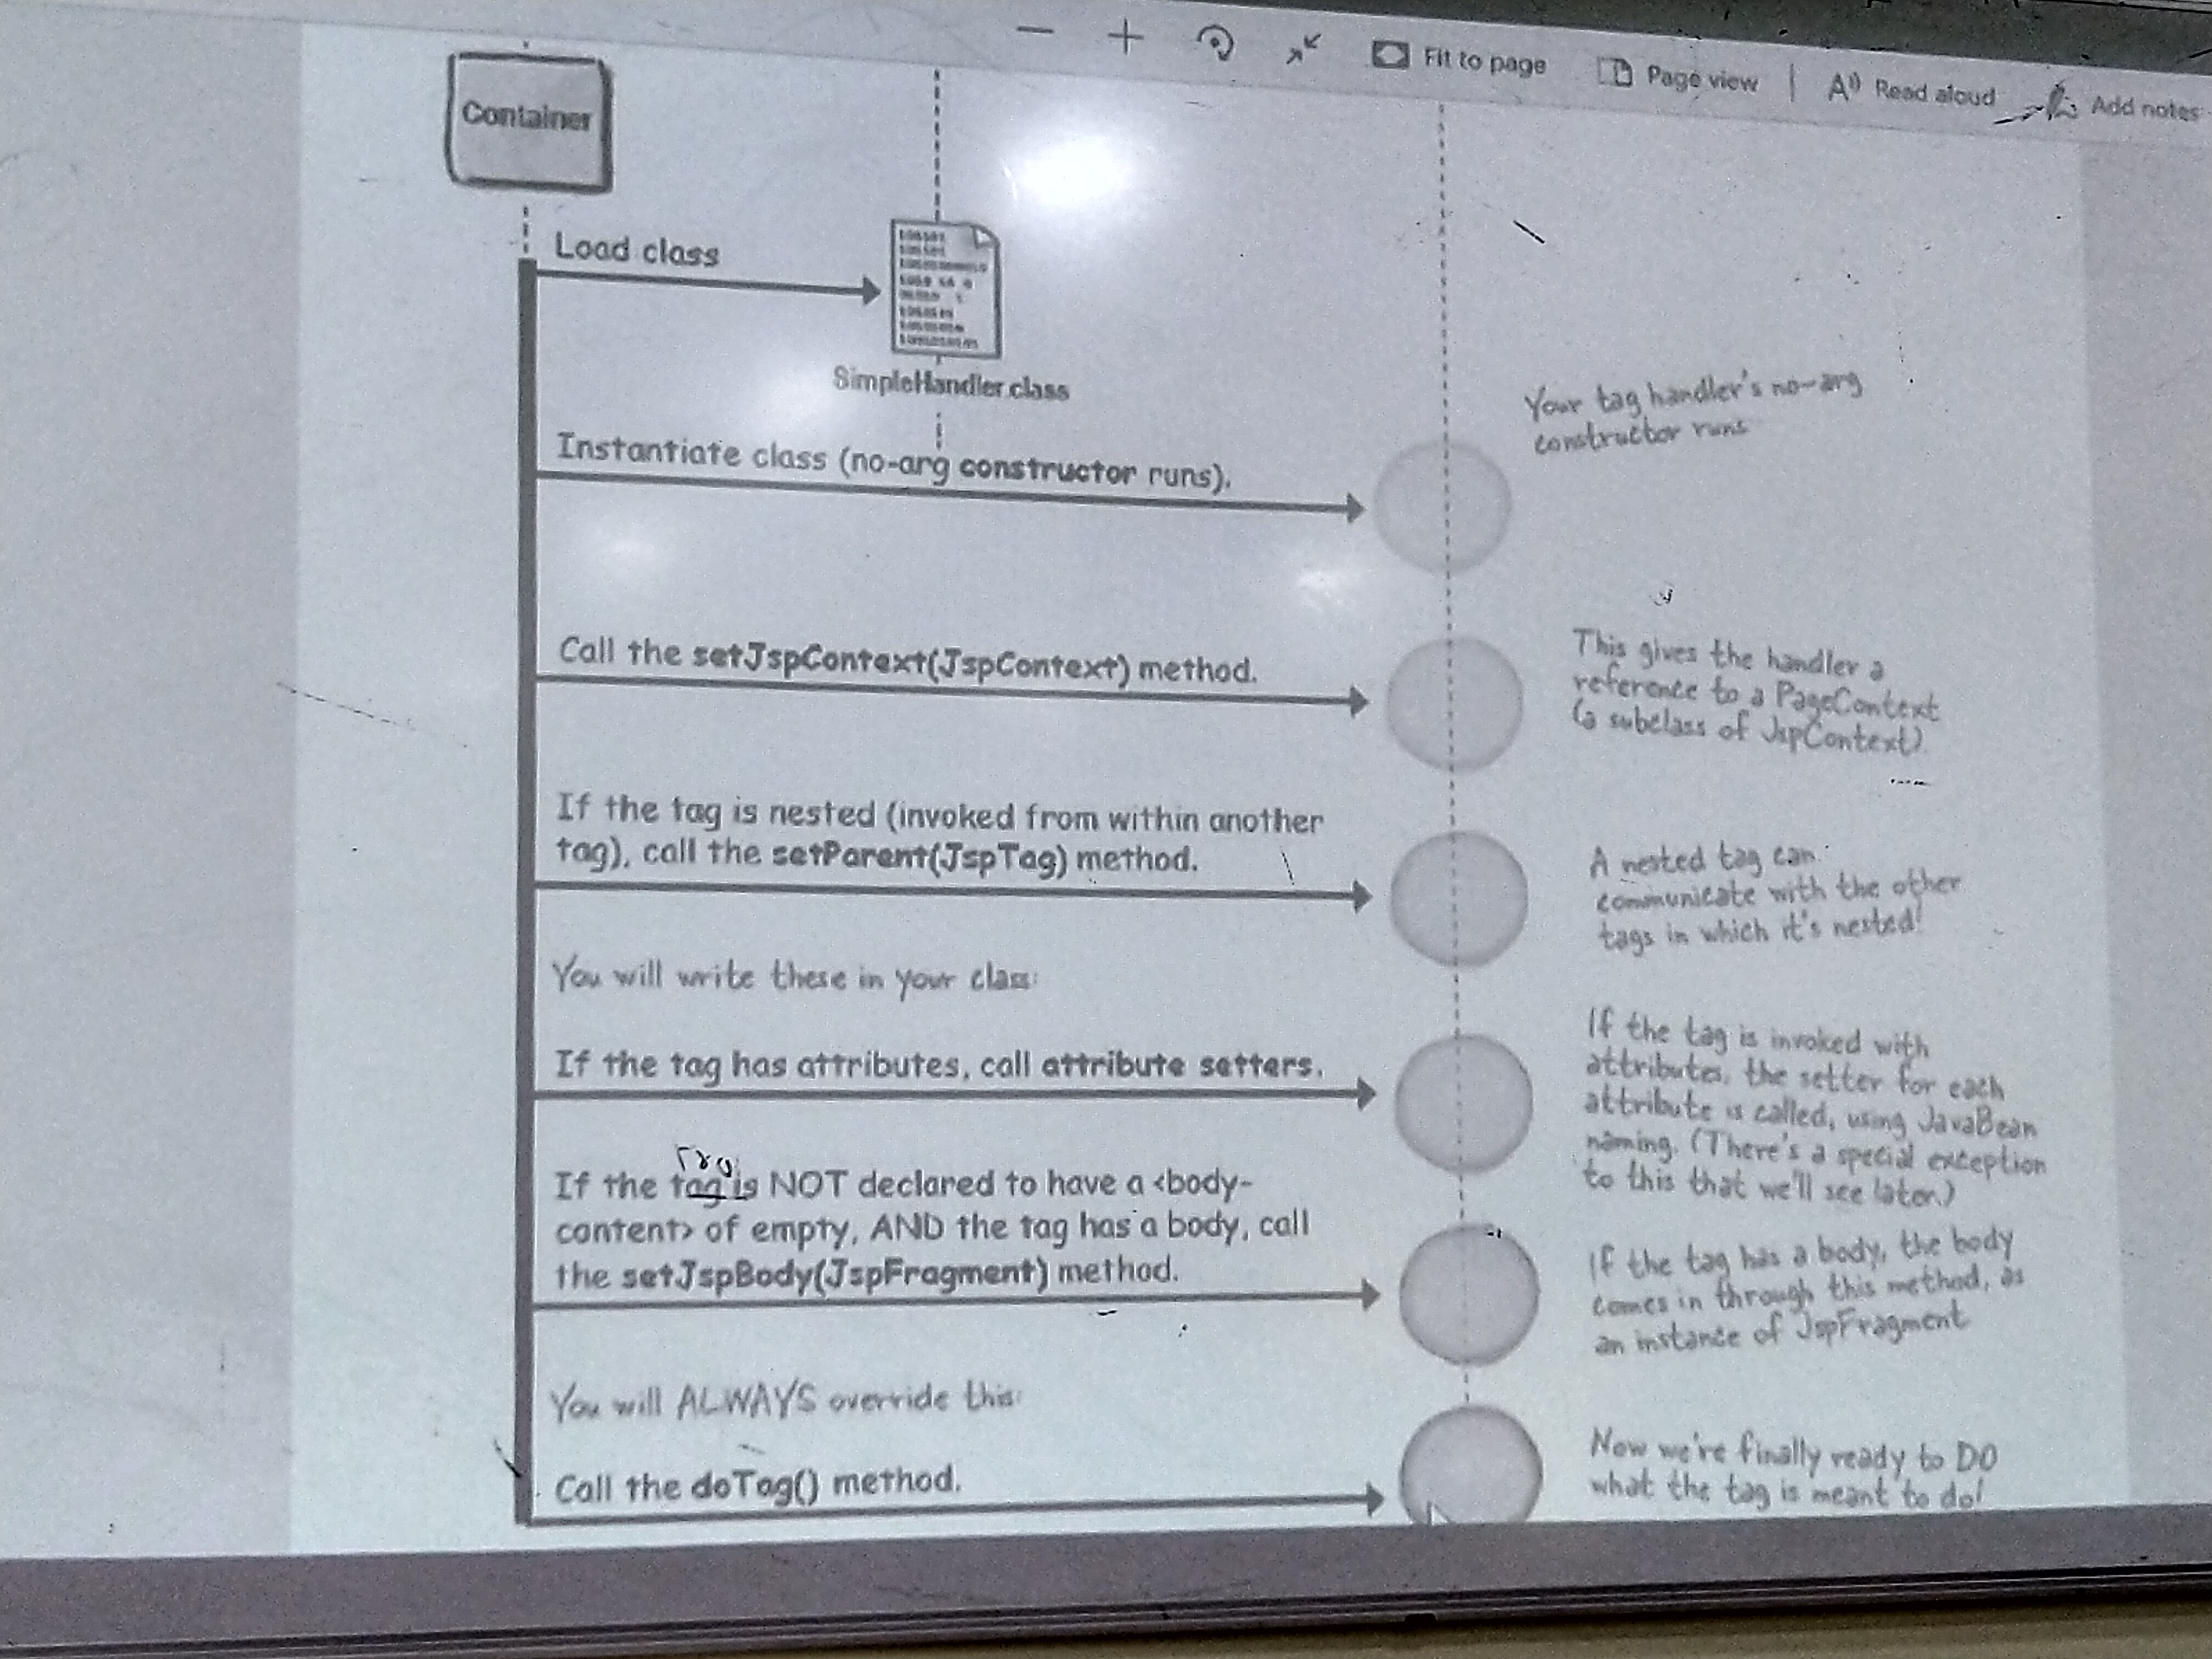 Fit to page
Page view
Read aloud
Add notes
Container
Load class
SimpleHandler.class
Instantiate class (no-arg constructor runs).
Your tag handler's no-arg
constructor runs
Call the setJspContext(JspContext) method.
This gives the handler a
reference to a PageContext
(a subclass of JspContext)
If the tag is nested (invoked from within another
tag), call the setParent(JspTag) method.
A nested tag can
communicate with the other
tags in which it's nested!
You will write these in your class:
If the tag has attributes, call attribute setters.
If the tag is invoked with
attributes, the setter for each
attribute is called, using JavaBean
naming. (There's a special exception
to this that we'll see later.)
If the tag is NOT declared to have a <body-
content> of empty, AND the tag has a body, call
the setJspBody(JspFragment) method.
If the tag has a body, the body
comes in through this method, as
an instance of JspFragment
You will ALWAYS override this:
Call the doTag() method.
Now we're finally ready to DO
what the tag is meant to do!